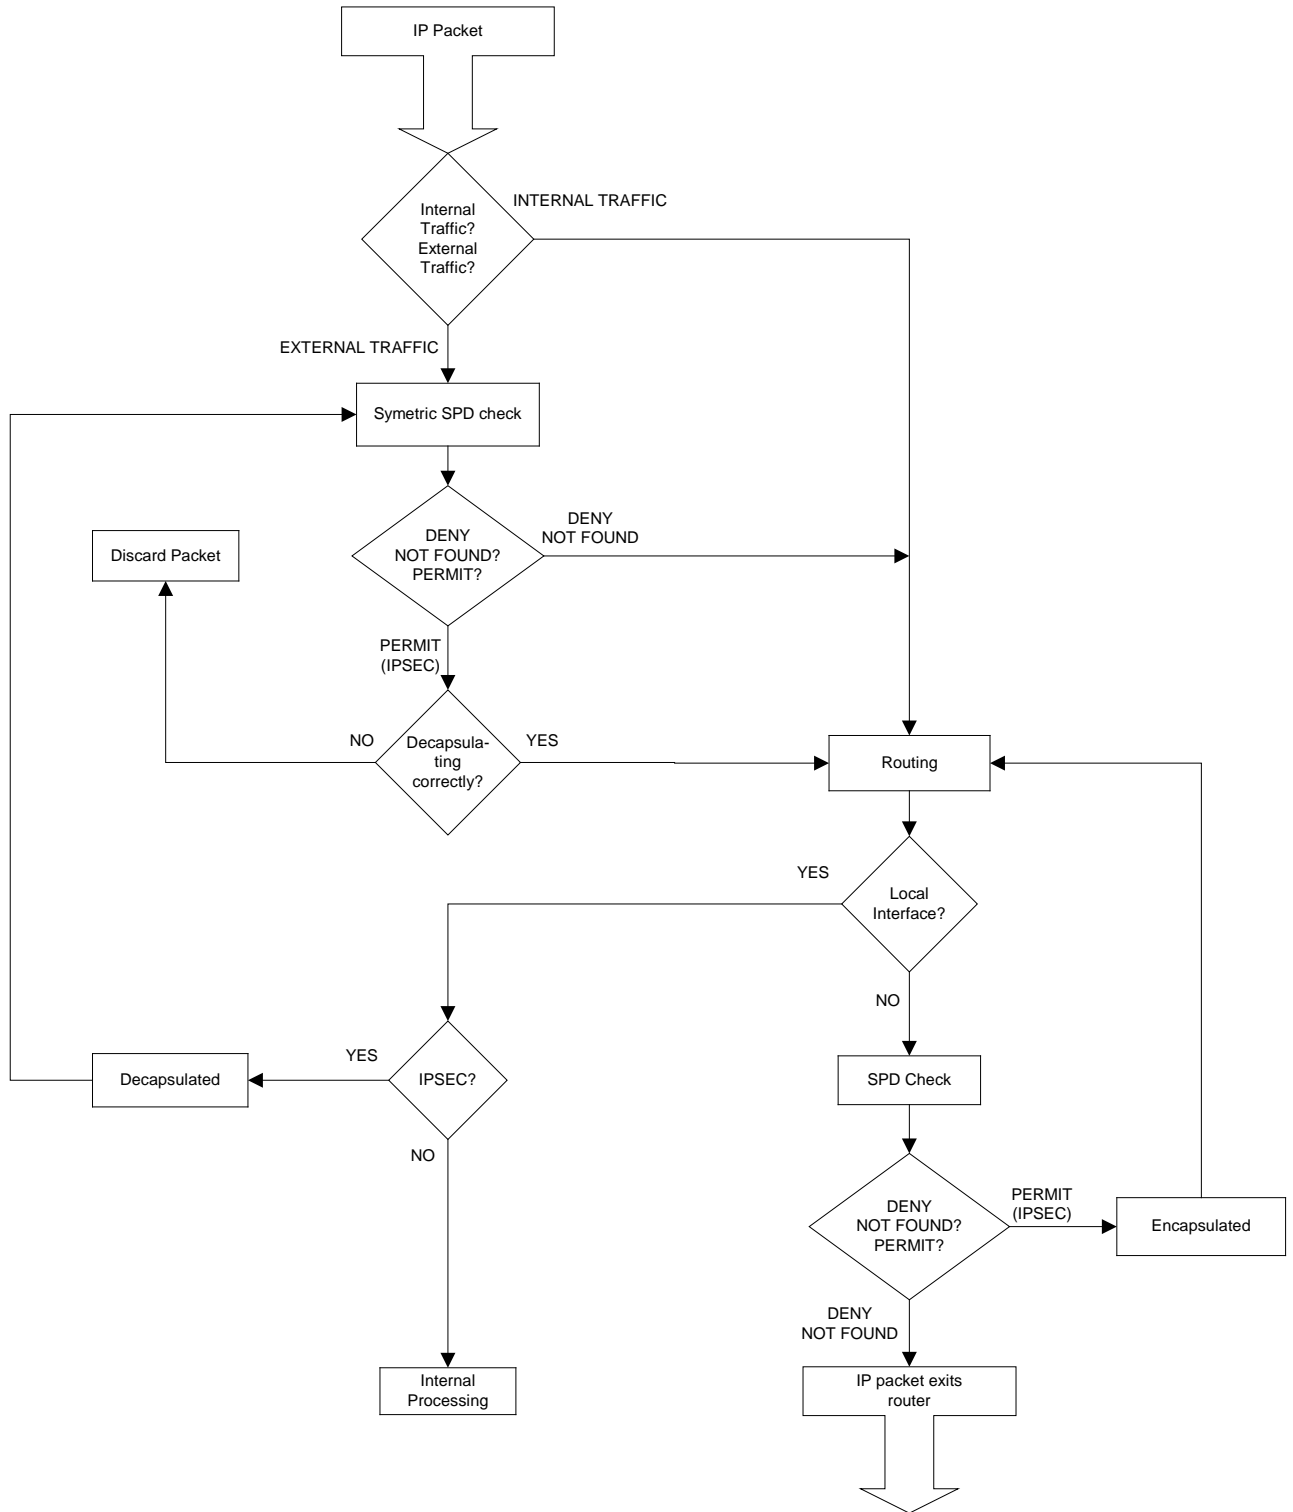 IP Packet
INTERNAL TRAFFIC
Internal
Traffic?
External
Traffic?
EXTERNAL TRAFFIC
Symetric SPD check
DENY
NOT FOUND?
PERMIT?
DENY
NOT FOUND
Discard Packet
PERMIT
(IPSEC)
NO
Decapsula-
ting
correctly?
YES
Routing
YES
Local
Interface?
NO
Decapsulated
YES
IPSEC?
SPD Check
NO
DENY
NOT FOUND?
PERMIT?
PERMIT
(IPSEC)
Encapsulated
DENY
NOT FOUND
Internal
Processing
IP packet exits
router